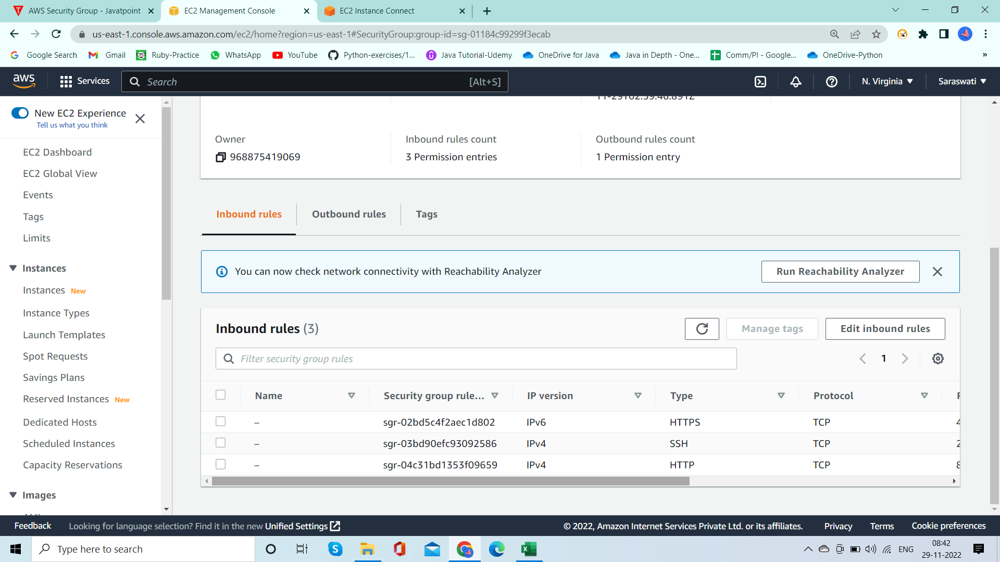 AWS Security Group - Javatpoint
EC2 Management Console
EC2 Instance Connect
us-east-1.console.aws.amazon.com/ec2/home?region=us-east-1#SecurityGroup:group-id=sg-01184c99299f3ecab
Google Search
Gmail
Ruby-Practice
WhatsApp
YouTube
Python-exercises/1...
Java Tutorial-Udemy
OneDrive for Java
Java in Depth - One...
Comm/PI - Google...
OneDrive-Python
»
aws
Services
Search
[Alt+S]
N. Virginia
Saraswati
New EC2 Experience
Tell us what you think
EC2 Dashboard
EC2 Global View
Events
Tags
Limits
Instances
Instances New
Instance Types
Launch Templates
Spot Requests
Savings Plans
Reserved Instances New
Dedicated Hosts
Scheduled Instances
Capacity Reservations
Images
Owner
968875419069
Inbound rules count
3 Permission entries
Outbound rules count
1 Permission entry
Inbound rules
Outbound rules
Tags
You can now check network connectivity with Reachability Analyzer
Run Reachability Analyzer
Inbound rules (3)
Manage tags
Edit inbound rules
Filter security group rules
1
Name
Security group rule...
IP version
Type
Protocol
– sgr-02bd5c4f2aec1d802 IPv6 HTTPS TCP
– sgr-03bd90efc93092586 IPv4 SSH TCP
– sgr-04c31bd1353f09659 IPv4 HTTP TCP
Feedback
Looking for language selection? Find it in the new Unified Settings
© 2022, Amazon Internet Services Private Ltd. or its affiliates.
Privacy
Terms
Cookie preferences
Type here to search
ENG
08:42
29-11-2022